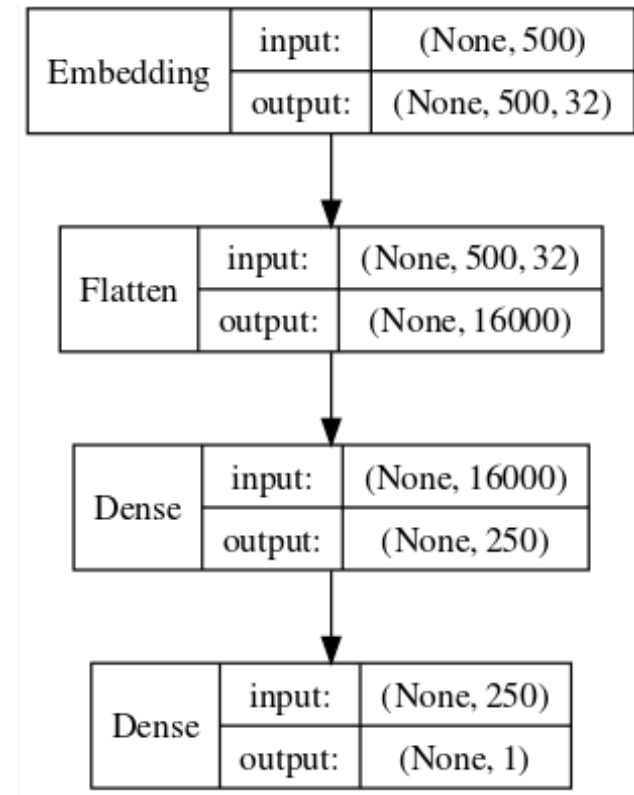 Embedding
input: (None, 500)
output: (None, 500, 32)
Flatten
input: (None, 500, 32)
output: (None, 16000)
Dense
input: (None, 16000)
output: (None, 250)
Dense
input: (None, 250)
output: (None, 1)